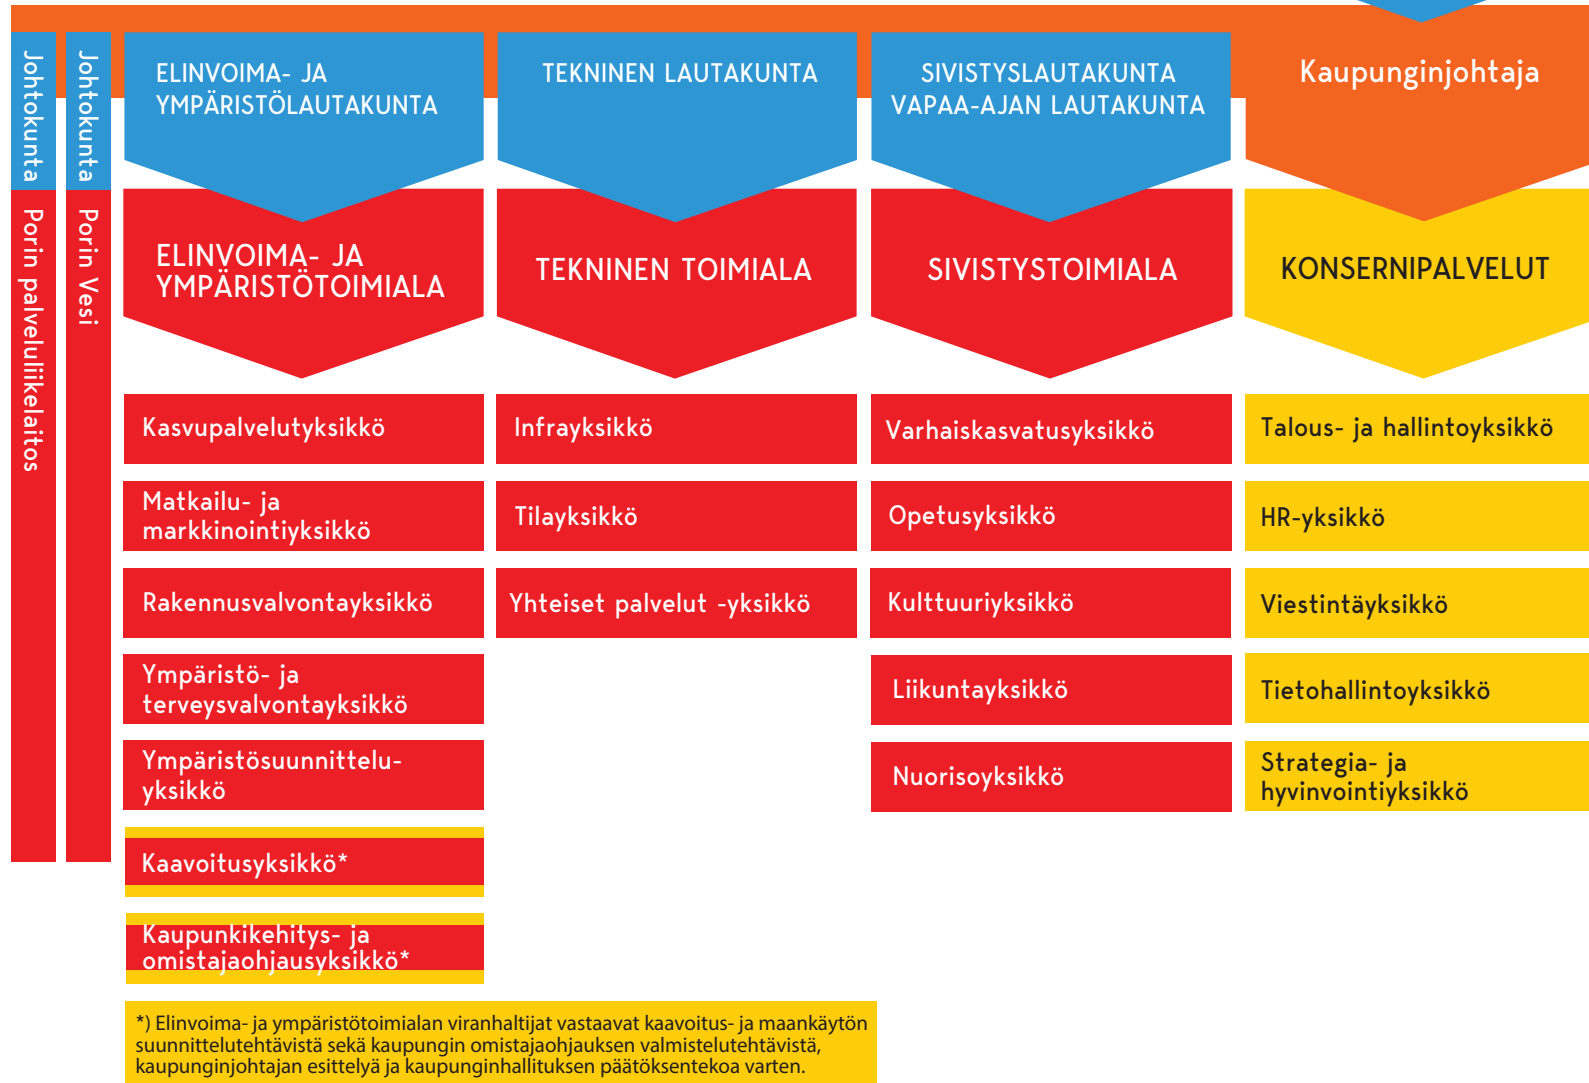 Johtokunta
Porin palveluliikelaitos
Johtokunta
Porin Vesi
ELINVOIMA- JA
YMPÄRISTÖLAUTAKUNTA
TEKNINEN LAUTAKUNTA
SIVISTYSLAUTAKUNTA
VAPAA-AJAN LAUTAKUNTA
Kaupunginjohtaja
ELINVOIMA- JA
YMPÄRISTÖTOIMIALA
TEKNINEN TOIMIALA
SIVISTYSTOIMIALA
KONSERNIPALVELUT
Kasvupalvelutyksikkö
Matkailu- ja
markkinointiyksikkö
Rakennusvalvontayksikkö
Ympäristö- ja
terveysvalvontayksikkö
Ympäristösuunnittelu-
yksikkö
Kaavoitusyksikkö*
Kaupunkikehitys- ja
omistajaohjausyksikkö*
Infrayksikkö
Tilayksikkö
Yhteiset palvelut -yksikkö
Varhaiskasvatusyksikkö
Opetusyksikkö
Kulttuuriyksikkö
Liikuntayksikkö
Nuorisoyksikkö
Talous- ja hallintoyksikkö
HR-yksikkö
Viestintäyksikkö
Tietohallintoyksikkö
Strategia- ja
hyvinvointiyksikkö
*) Elinvoima- ja ympäristötoimialan viranhaltijat vastaavat kaavoitus- ja maankäytön
suunnittelutehtävistä sekä kaupungin omistajaohjauksen valmistelutehtävistä,
kaupunginjohtajan esittelyä ja kaupunginhallituksen päätöksentekoa varten.